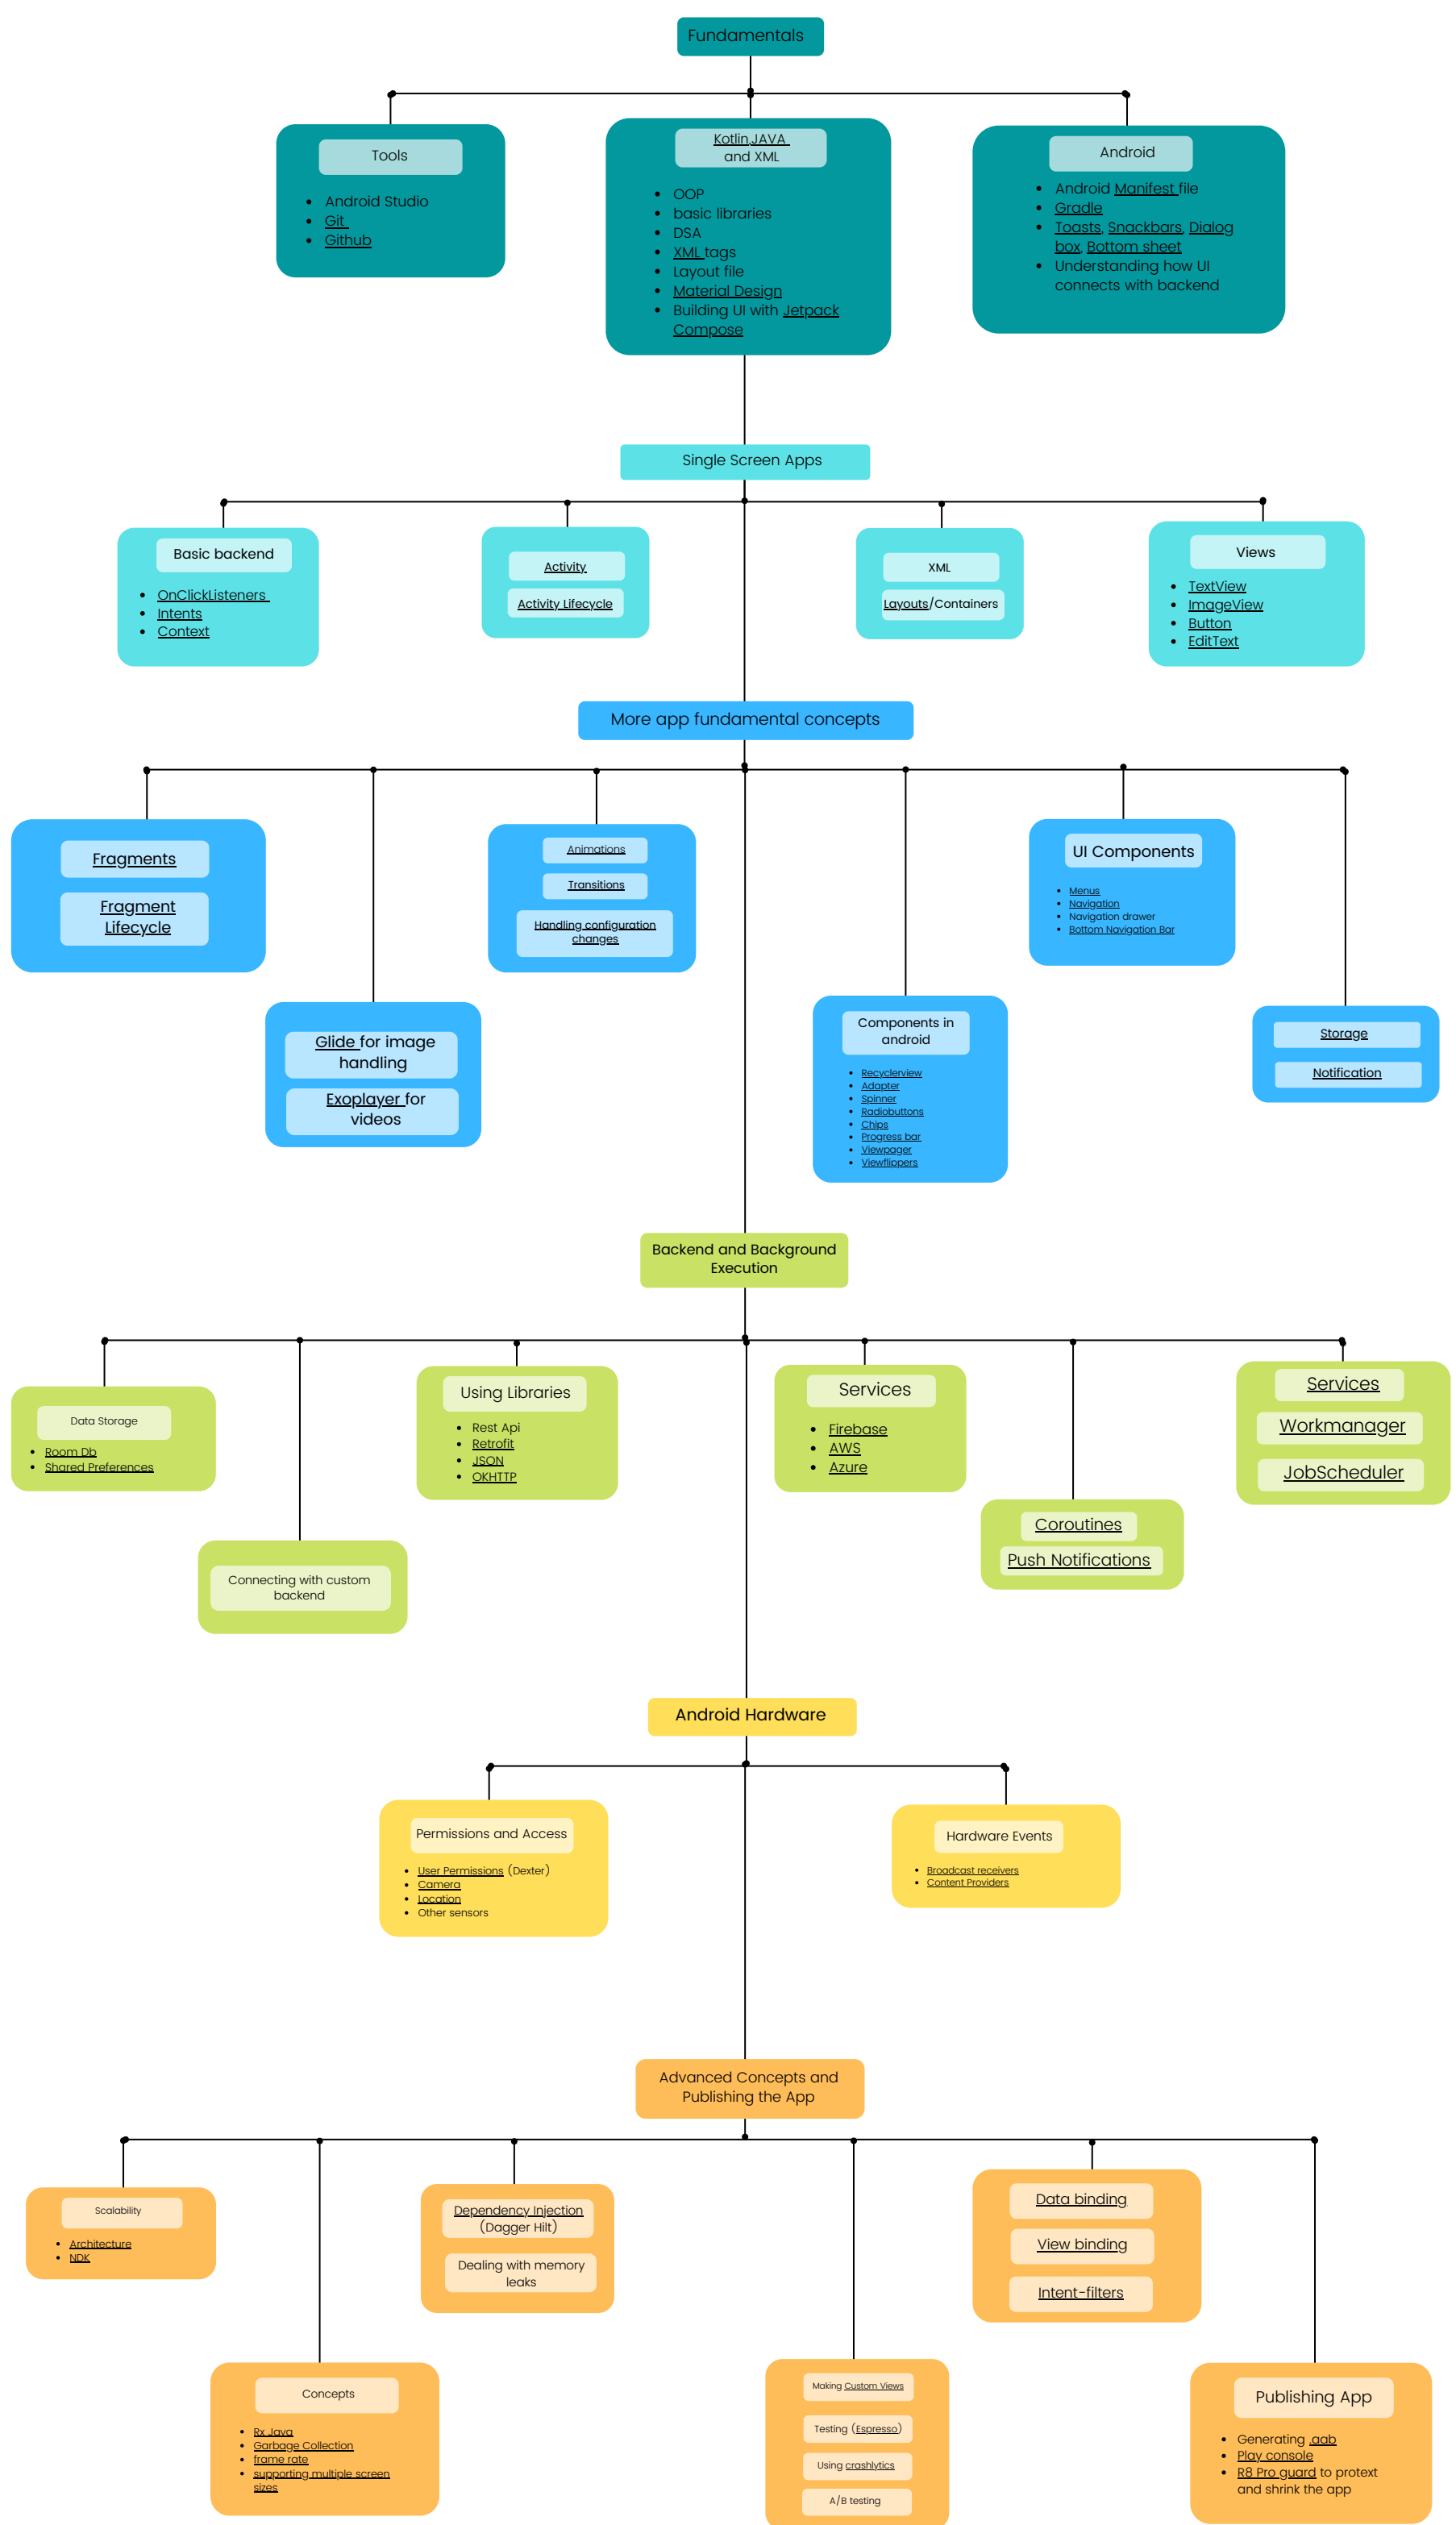 Fundamentals
Tools
• Android Studio
• Git
• Github
Kotlin,JAVA
and XML
• OOP
• basic libraries
• DSA
• XML tags
• Layout file
• Material Design
• Building UI with Jetpack
Compose
Android
• Android Manifest file
• Gradle
• Toasts, Snackbars, Dialog
box, Bottom sheet
• Understanding how UI
connects with backend
Single Screen Apps
Basic backend
• OnClickListeners
• Intents
• Context
Activity
Activity Lifecycle
XML
Layouts/Containers
Views
• TextView
• ImageView
• Button
• EditText
More app fundamental concepts
Fragments
Fragment
Lifecycle
Glide for image
handling
Exoplayer for
videos
Animations
Transitions
Handling configuration
changes
Components in
android
• Recyclerview
• Adapter
• Spinner
• Radiobuttons
• Chips
• Progress bar
• Viewpager
• Viewflippers
UI Components
• Menus
• Navigation
• Navigation drawer
• Bottom Navigation Bar
Storage
Notification
Backend and Background
Execution
Data Storage
• Room Db
• Shared Preferences
Connecting with custom
backend
Using Libraries
• Rest Api
• Retrofit
• JSON
• OKHTTP
Services
• Firebase
• AWS
• Azure
Coroutines
Push Notifications
Services
Workmanager
JobScheduler
Android Hardware
Permissions and Access
• User Permissions (Dexter)
• Camera
• Location
• Other sensors
Hardware Events
• Broadcast receivers
• Content Providers
Advanced Concepts and
Publishing the App
Scalability
• Architecture
• NDK
Concepts
• Rx Java
• Garbage Collection
• frame rate
• supporting multiple screen
sizes
Dependency Injection
(Dagger Hilt)
Dealing with memory
leaks
Making Custom Views
Testing (Espresso)
Using crashlytics
A/B testing
Data binding
View binding
Intent-filters
Publishing App
• Generating .aab
• Play console
• R8 Pro guard to protext
and shrink the app